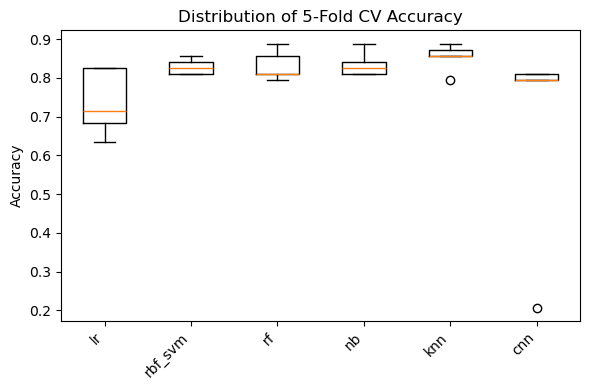 Distribution of 5-Fold CV Accuracy
Accuracy
0.9
0.8
0.7
0.6
0.5
0.4
0.3
0.2
lr
rbf_svm
rf
nb
knn
cnn